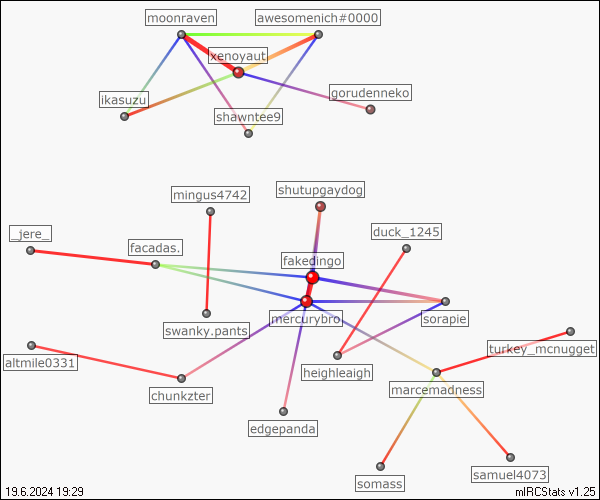 moonraven
awesomenich#0000
xenoyaut
gorudenneko
ikasuzu
shawntee9
mingus4742
shutupgaydog
_jere_
duck_1245
facadas.
fakedingo
mercurybro
sorapie
swanky.pants
turkey_mcnugget
altmile0331
heighleaigh
marcemadness
chunkzter
edgepanda
samuel4073
somass
19.6.2024 19:29
mIRCStats v1.25